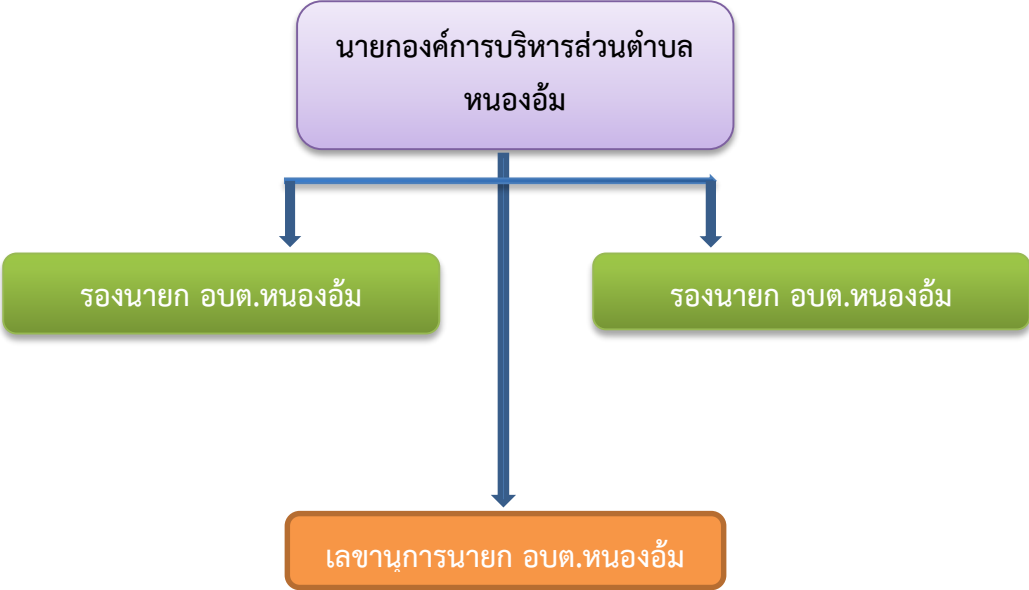 นายกองค์การบริหารส่วนตำบล
หนองอ้ม
รองนายก อบต.หนองอ้ม
รองนายก อบต.หนองอ้ม
เลขานุการนายก อบต.หนองอ้ม